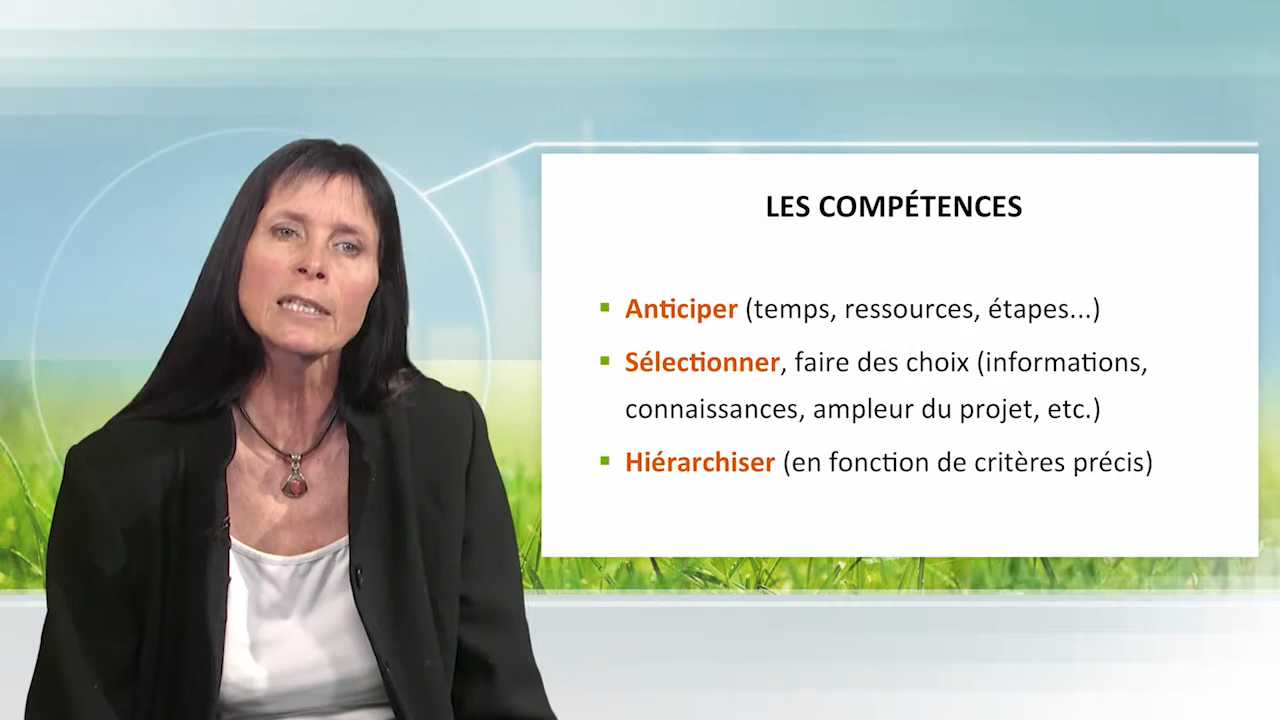 LES COMPÉTENCES
Anticiper (temps, ressources, étapes...)
Sélectionner, faire des choix (informations,
connaissances, ampleur du projet, etc.)
Hiérarchiser (en fonction de critères précis)